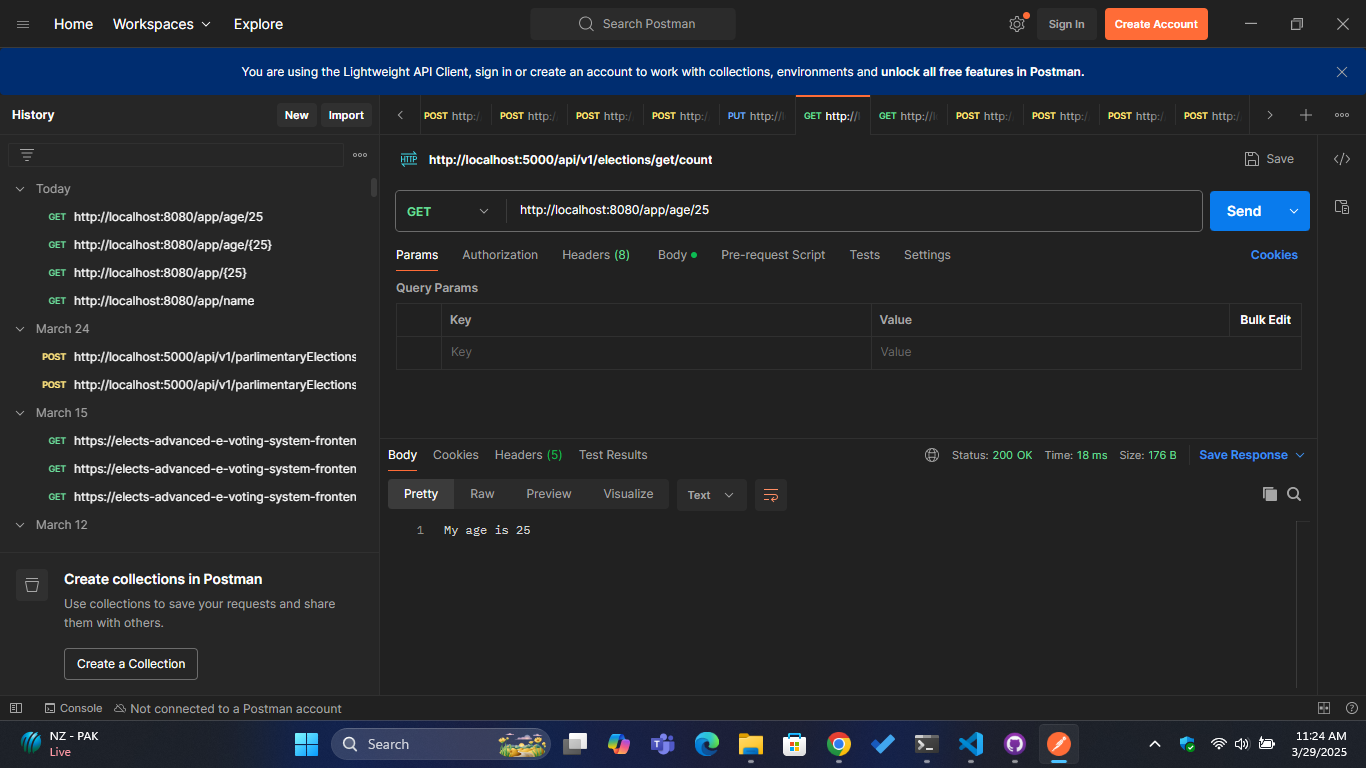 Home Workspaces Explore Search Postman Sign In Create Account
You are using the Lightweight API Client, sign in or create an account to work with collections, environments and unlock all free features in Postman.
History New Import
POST http:/ POST http:/ POST http:/ POST http:/ PUT http://l GET http://l GET http://l POST http:/ POST http:/ POST http:/ POST http:/
HTTP http://localhost:5000/api/v1/elections/get/count Save
Today
GET http://localhost:8080/app/age/25
GET http://localhost:8080/app/age/{25}
GET http://localhost:8080/app/{25}
GET http://localhost:8080/app/name
March 24
POST http://localhost:5000/api/v1/parlimentaryElections
POST http://localhost:5000/api/v1/parlimentaryElections
March 15
GET https://elects-advanced-e-voting-system-fronten
GET https://elects-advanced-e-voting-system-fronten
GET https://elects-advanced-e-voting-system-fronten
March 12
Create collections in Postman
Use collections to save your requests and share
them with others.
Create a Collection
GET http://localhost:8080/app/age/25 Send
Params Authorization Headers (8) Body Pre-request Script Tests Settings Cookies
Query Params
Key Value Bulk Edit
Key Value
Body Cookies Headers (5) Test Results Status: 200 OK Time: 18 ms Size: 176 B Save Response
Pretty Raw Preview Visualize Text
1 My age is 25
Console Not connected to a Postman account
NZ - PAK
Live
Search
11:24 AM
3/29/2025